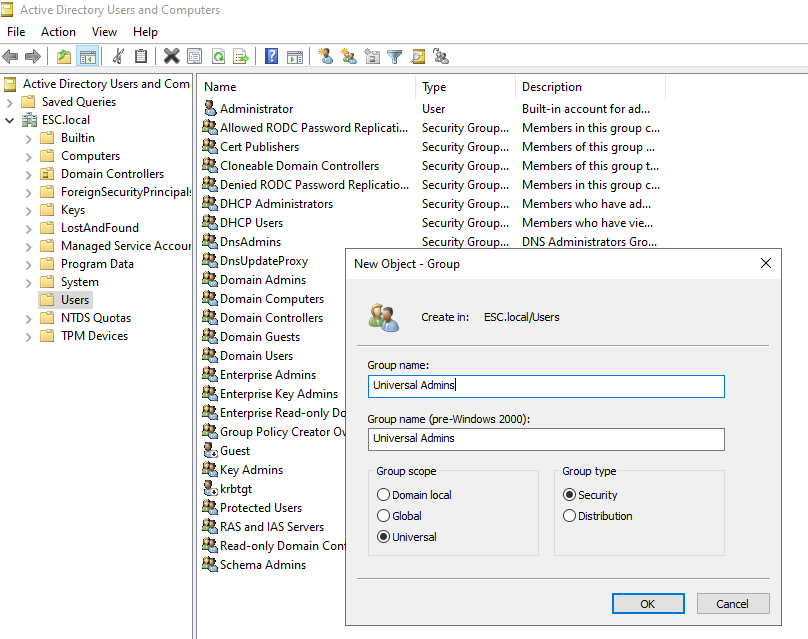 Active Directory Users and Computers
File Action View Help
Active Directory Users and Com
Saved Queries
ESC.local
Builtin
Computers
Domain Controllers
ForeignSecurityPrincipals
Keys
LostAndFound
Managed Service Accour
Program Data
System
Users
NTDS Quotas
TPM Devices
Name Type Description
Administrator User Built-in account for ad...
Allowed RODC Password Replicati... Security Group... Members in this group c...
Cert Publishers Security Group... Members of this group ...
Cloneable Domain Controllers Security Group... Members of this group t...
Denied RODC Password Replicatio... Security Group... Members in this group c...
DHCP Administrators Security Group... Members who have ad...
DHCP Users Security Group... Members who have vie...
DnsAdmins Security Group... DNS Administrators Gro...
DnsUpdateProxy
Domain Admins
Domain Computers
Domain Controllers
Domain Guests
Domain Users
Enterprise Admins
Enterprise Key Admins
Enterprise Read-only Do
Group Policy Creator Ow
Guest
Key Admins
krbtgt
Protected Users
RAS and IAS Servers
Read-only Domain Cont
Schema Admins
New Object - Group
Create in: ESC.local/Users
Group name:
Universal Admins
Group name (pre-Windows 2000):
Universal Admins
Group scope
Domain local
Global
Universal
Group type
Security
Distribution
OK Cancel